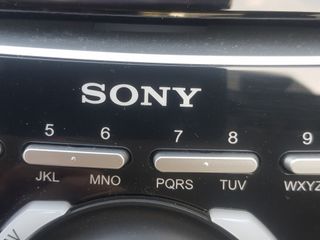 SONY
5 6 7 8 9
JKL MNO PQRS TUV WXYZ